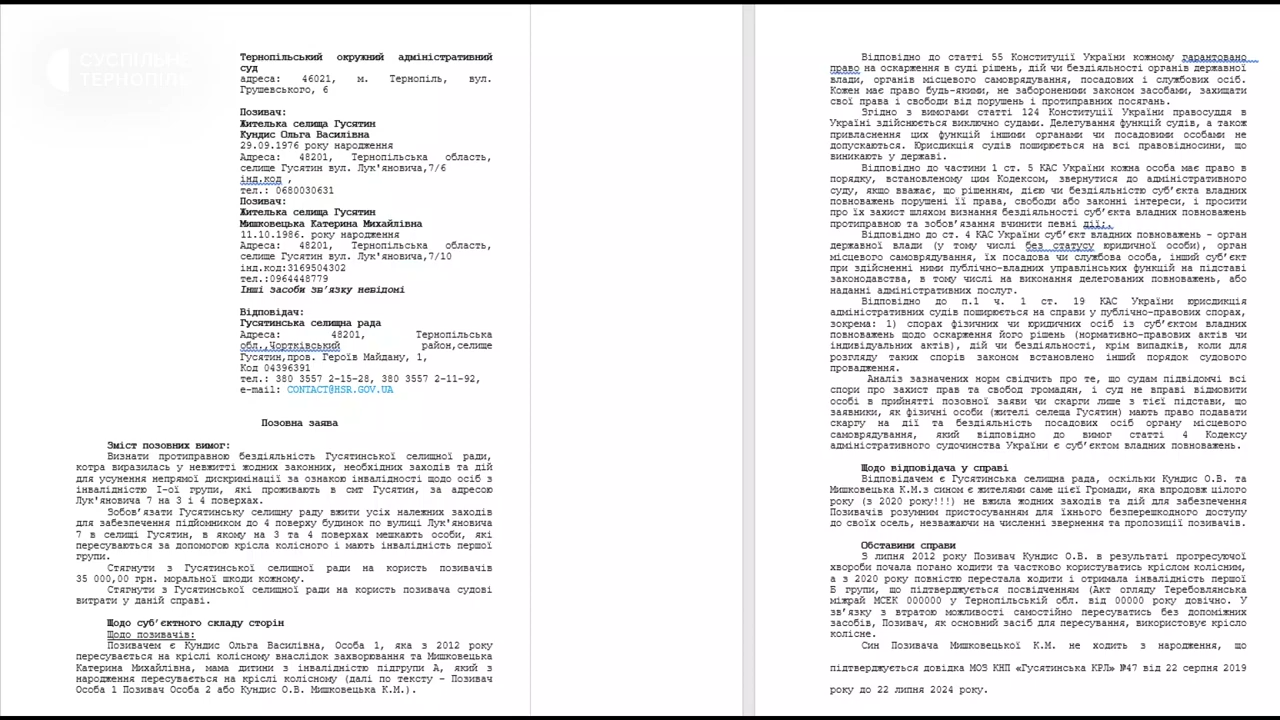 СУСПІЛЬНЕ
ТЕРНОПІЛЬ
Тернопільський окружний адміністративний
суд
адреса: 46021, м. Тернопіль, вул.
Грушевського, 6
Позивач:
Жителька селища Гусятин
Кундис Ольга Василівна
29.09.1976 року народження
Адреса: 48201, Тернопільська область,
селище Гусятин вул. Лук'яновича,7/6
інд.код ,
тел.: 0680030631
Позивач:
Жителька селища Гусятин
Мишковецька Катерина Михайлівна
11.10.1986. року народження
Адреса: 48201, Тернопільська область,
селище Гусятин вул. Лук'яновича,7/10
інд.код:3169504302
тел.:0964448779
Інші засоби зв’язку невідомі
Відповідач:
Гусятинська селищна рада
Адреса: 48201, Тернопільська
обл.,Чортківський район,селище
Гусятин,пров. Героїв Майдану, 1,
Код 04396391
тел.: 380 3557 2-15-28, 380 3557 2-11-92,
e-mail: CONTACT@HSR.GOV.UA
Позовна заява
Зміст позовних вимог:
Визнати протиправною бездіяльність Гусятинської селищної ради,
котра виразилась у невжитті жодних законних, необхідних заходів та дій
для усунення непрямої дискримінації за ознакою інвалідності щодо осіб з
інвалідністю І-ої групи, які проживають в смт Гусятин, за адресою
Лук’яновича 7 на 3 і 4 поверхах.
Зобов’язати Гусятинську селищну раду вжити усіх належних заходів
для забезпечення підйомником до 4 поверху будинок по вулиці Лук'яновича
7 в селищі Гусятин, в якому на 3 та 4 поверхах мешкають особи, які
пересуваються за допомогою крісла колісного і мають інвалідність першої
групи.
Стягнути з Гусятинської селищної ради на користь позивачів
35 000,00 грн. моральної шкоди кожному.
Стягнути з Гусятинської селищної ради на користь позивача судові
витрати у даній справі.
Щодо суб’єктного складу сторін
Щодо позивачів:
Позивачем є Кундис Ольга Василівна, Особа 1, яка з 2012 року
пересувається на кріслі колісному внаслідок захворювання та Мишковецька
Катерина Михайлівна, мама дитини з інвалідністю підгрупи А, який з
народження пересувається на кріслі колісному (далі по тексту – Позивач
Особа 1 Позивач Особа 2 або Кундис О.В. Мишковецька К.М.).
Відповідно до статті 55 Конституції України кожному гарантовано
право на оскарження в суді рішень, дій чи бездіяльності органів державної
влади, органів місцевого самоврядування, посадових і службових осіб.
Кожен має право будь-якими, не забороненими законом засобами, захищати
свої права і свободи від порушень і протиправних посягань.
Згідно з вимогами статті 124 Конституції України правосуддя в
Україні здійснюється виключно судами. Делегування функцій судів, а також
привласнення цих функцій іншими органами чи посадовими особами не
допускаються. Юрисдикція судів поширюється на всі правовідносини, що
виникають у державі.
Відповідно до частини 1 ст. 5 КАС України кожна особа має право в
порядку, встановленому цим Кодексом, звернутися до адміністративного
суду, якщо вважає, що рішенням, дією чи бездіяльністю суб’єкта владних
повноважень порушені її права, свободи або законні інтереси, і просити
про їх захист шляхом визнання бездіяльності суб’єкта владних повноважень
протиправною та зобов’язання вчинити певні дії;.
Відповідно до ст. 4 КАС України суб’єкт владних повноважень – орган
державної влади (у тому числі без статусу юридичної особи), орган
місцевого самоврядування, їх посадова чи службова особа, інший суб’єкт
при здійсненні ними публічно-владних управлінських функцій на підставі
законодавства, в тому числі на виконання делегованих повноважень, або
наданні адміністративних послуг.
Відповідно до п.1 ч. 1 ст. 19 КАС України юрисдикція
адміністративних судів поширюється на справи у публічно-правових спорах,
зокрема: 1) спорах фізичних чи юридичних осіб із суб’єктом владних
повноважень щодо оскарження його рішень (нормативно-правових актів чи
індивідуальних актів), дій чи бездіяльності, крім випадків, коли для
розгляду таких спорів законом встановлено інший порядок судового
провадження.
Аналіз зазначених норм свідчить про те, що судам підвідомчі всі
спори про захист прав та свобод громадян, і суд не вправі відмовити
особі в прийнятті позовної заяви чи скарги лише з тієї підстави, що
заявники, як фізичні особи (жителі селеща Гусятин) мають право подавати
скаргу на дії та бездіяльність посадових осіб органу місцевого
самоврядування, який відповідно до вимог статті 4 Кодексу
адміністративного судочинства України є суб’єктом владних повноважень.
Щодо відповідача у справі
Відповідачем є Гусятинська селищна рада, оскільки Кундис О.В. та
Мишковецька К.М.з сином є жителями саме цієї Громади, яка впродовж цілого
року (з 2020 року!!!) не вжила жодних заходів та дій для забезпечення
Позивачів розумним пристосуванням для їхнього безперешкодного доступу
до своїх осель, незважаючи на численні звернення та пропозиції позивачів.
Обставини справи
З липня 2012 року Позивач Кундис О.В. в результаті прогресуючої
хвороби почала погано ходити та частково користуватись кріслом колісним,
а з 2020 року повністю перестала ходити і отримала інвалідність першої
Б групи, що підтверджується посвідченням (Акт огляду Теребовлянська
міжрай МСЕК 000000 у Тернопільській обл. від 00000 року довічно. У
зв’язку з втратою можливості самостійно пересуватись без допоміжних
засобів, Позивач, як основний засіб для пересування, використовує крісло
колісне.
Син Позивача Мишковецької К.М. не ходить з народження, що
підтверджується довідка МОЗ КНП «Гусятинська КРЛ» №47 від 22 серпня 2019
року до 22 липня 2024 року.